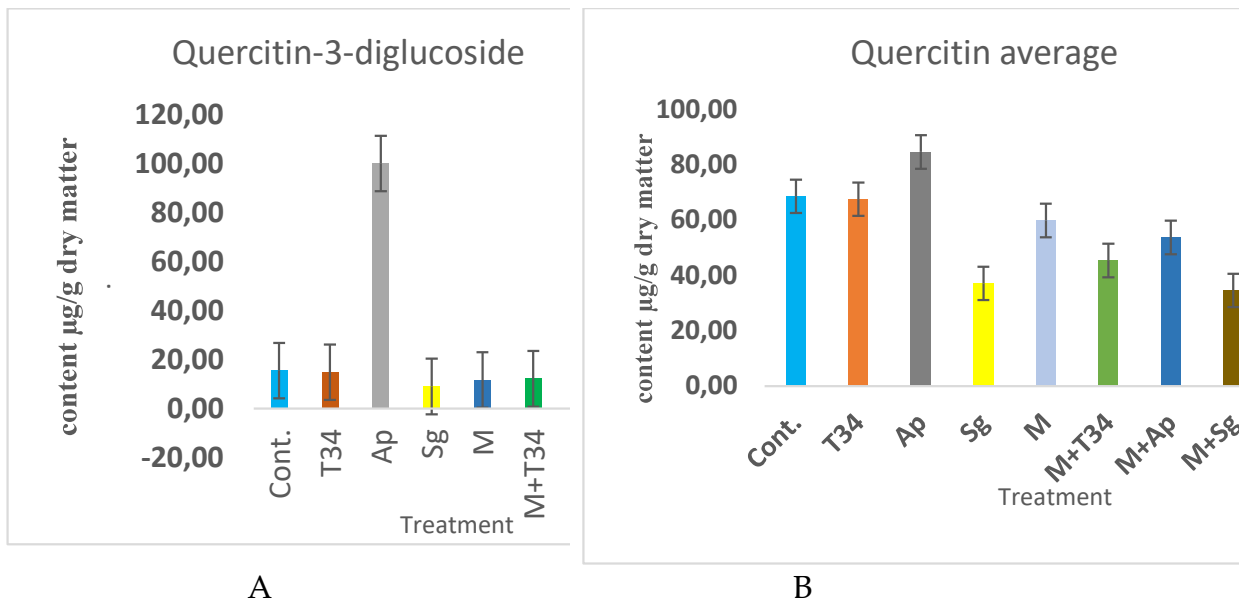 Quercitin-3-diglucoside
content µg/g dry matter
120,00
100,00
80,00
60,00
40,00
20,00
0,00
-20,00
Cont.
T34
Ap
Sg
M
M+T34
Treatment
A
Quercitin average
content µg/g dry matter
100,00
80,00
60,00
40,00
20,00
0,00
Cont.
T34
Ap
Sg
M
M+T34
M+Ap
M+Sg
Treatment
B